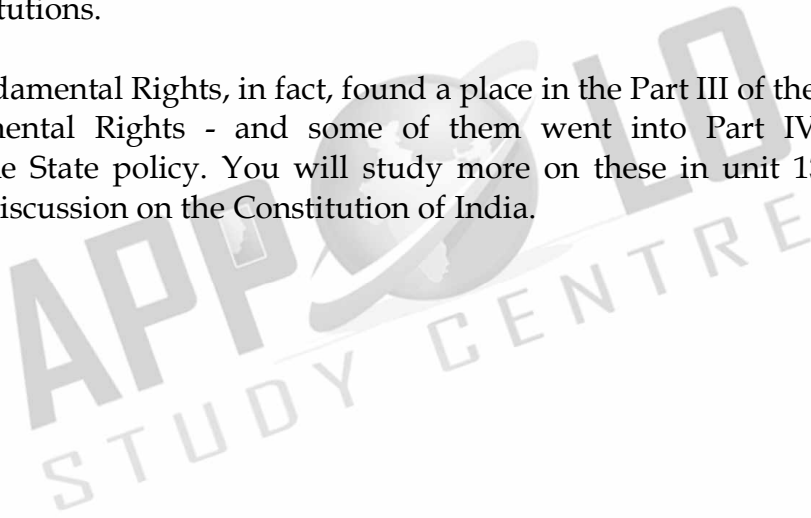 tutions.
damental Rights, in fact, found a place in the Part III of the
mental Rights - and some of them went into Part IV
e State policy. You will study more on these in unit 13
iscussion on the Constitution of India.
APPOLO
STUDY CENTRE